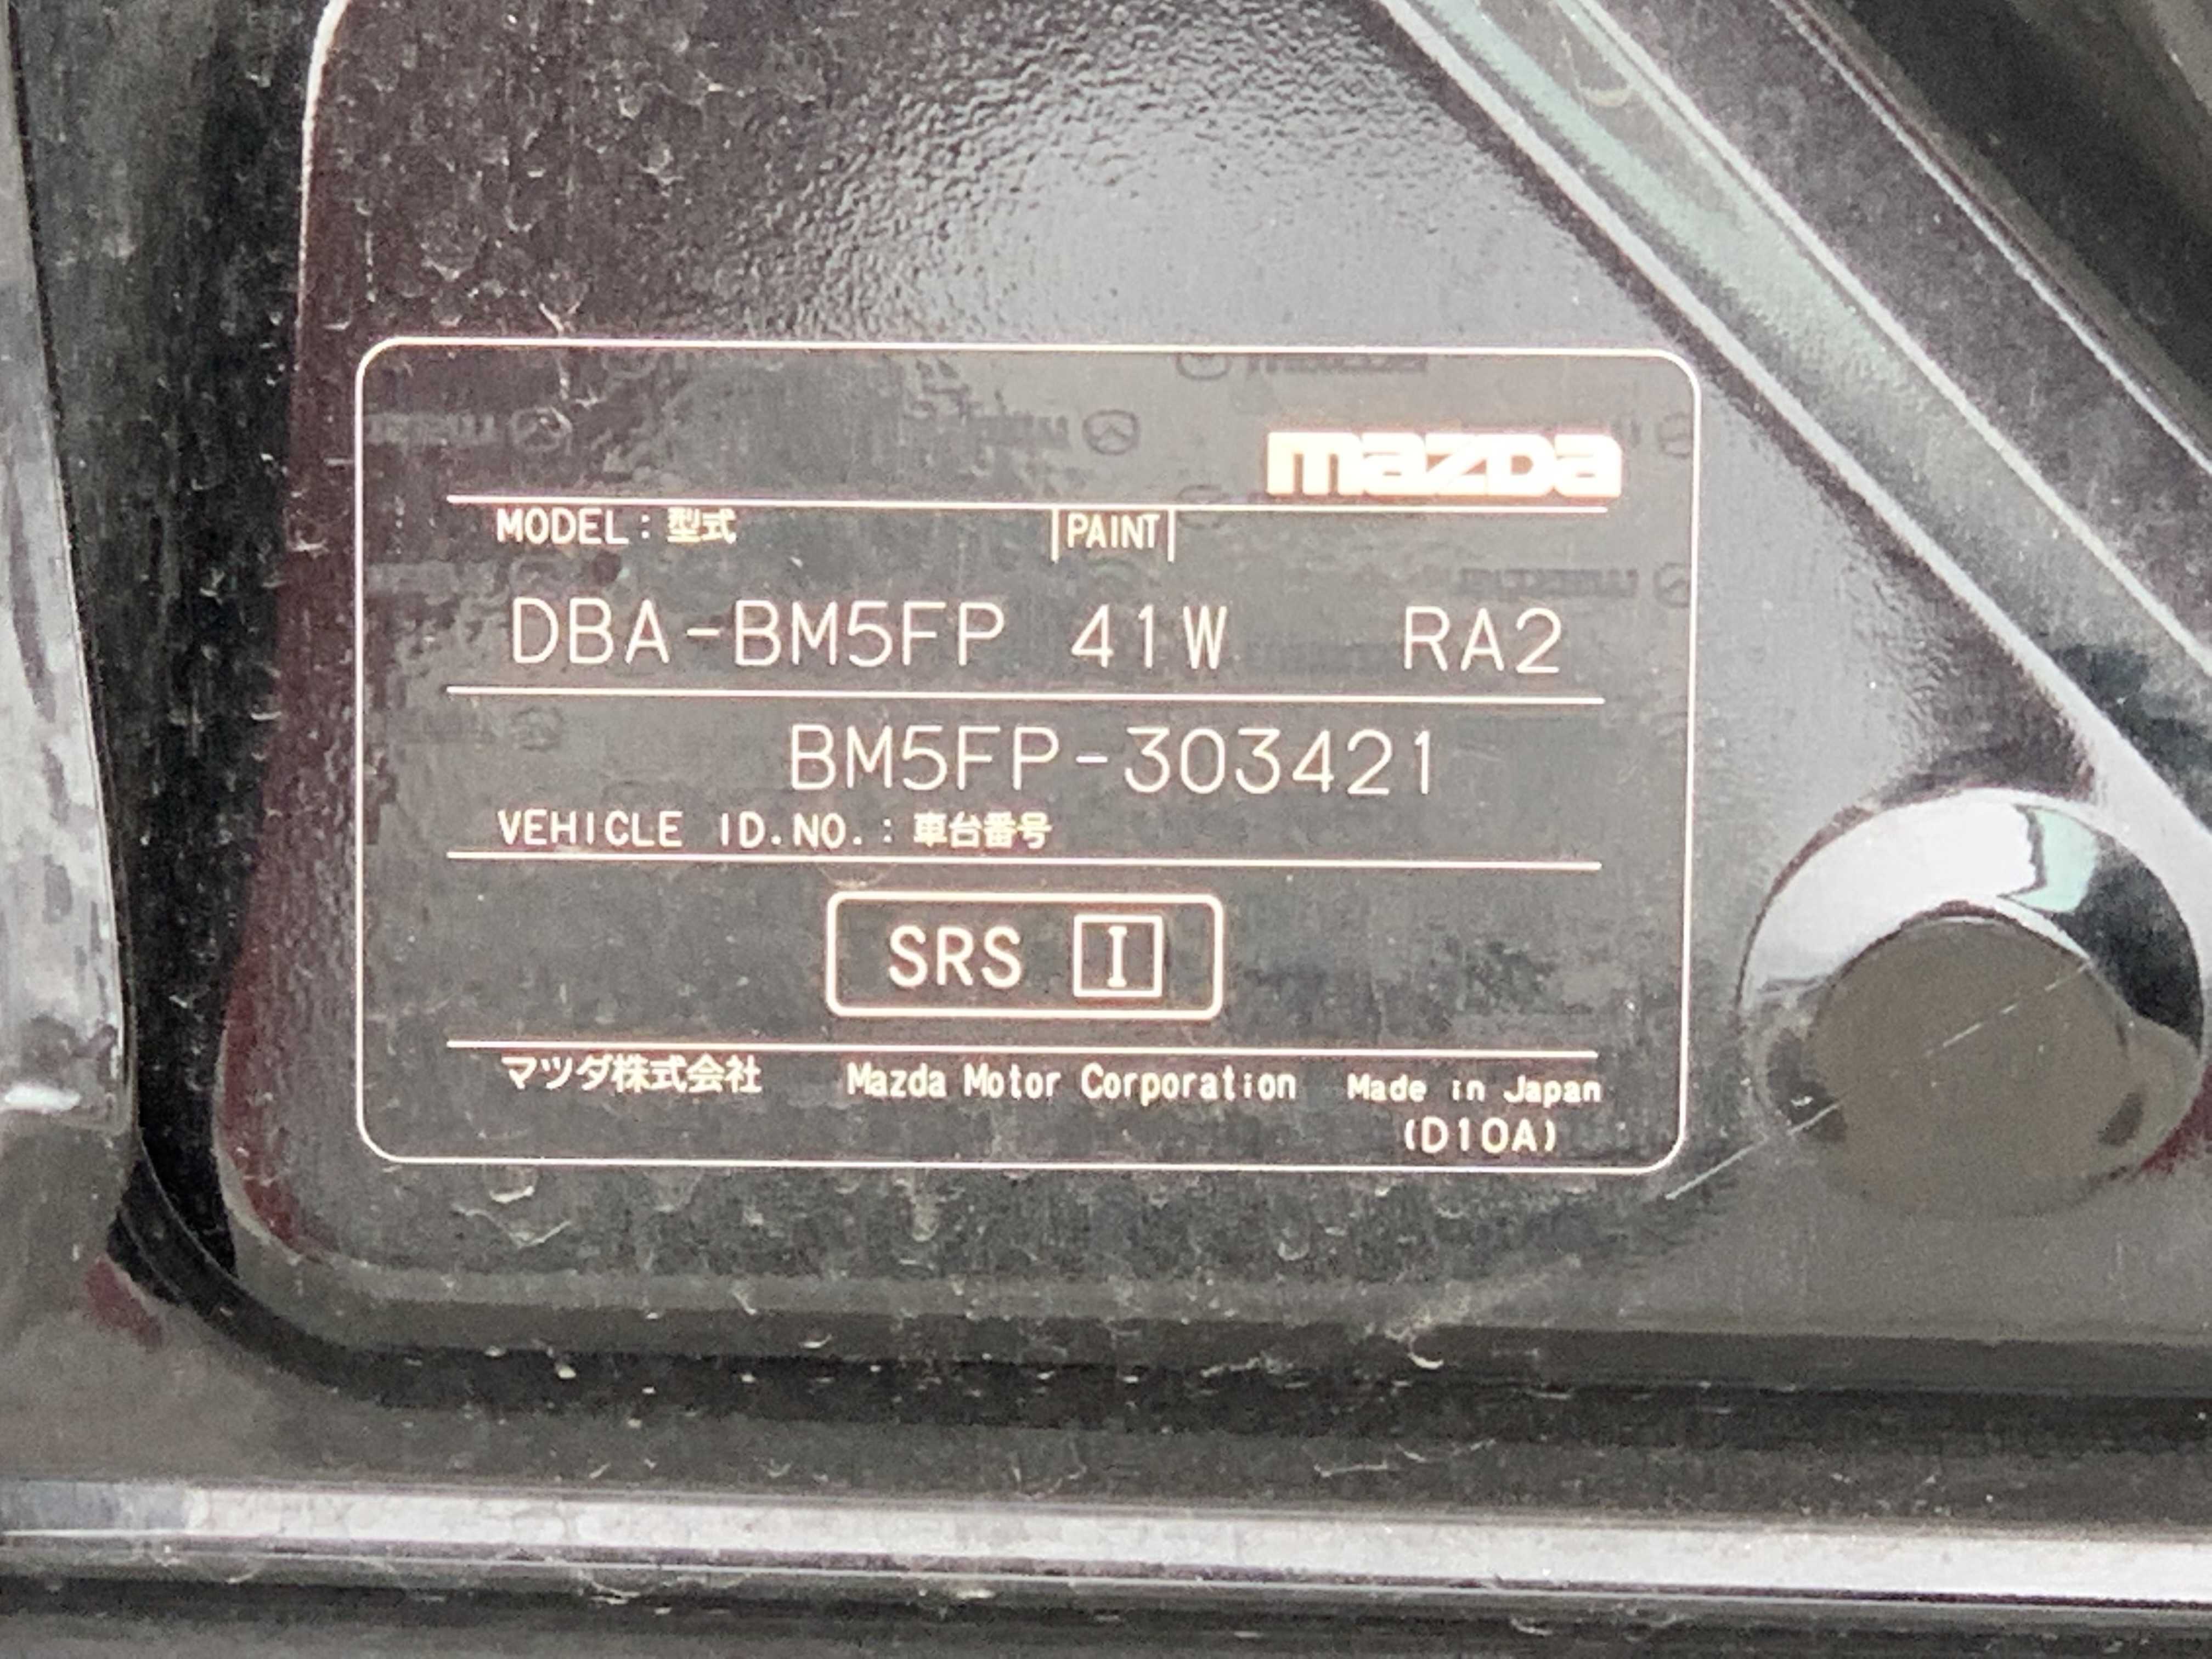 mazda
MODEL : 型式 PAINT
DBA-BM5FP 41W RA2
BM5FP-303421
VEHICLE ID.NO. : 車台番号
SRS I
マツダ株式会社 Mazda Motor Corporation Made in Japan
(D10A)